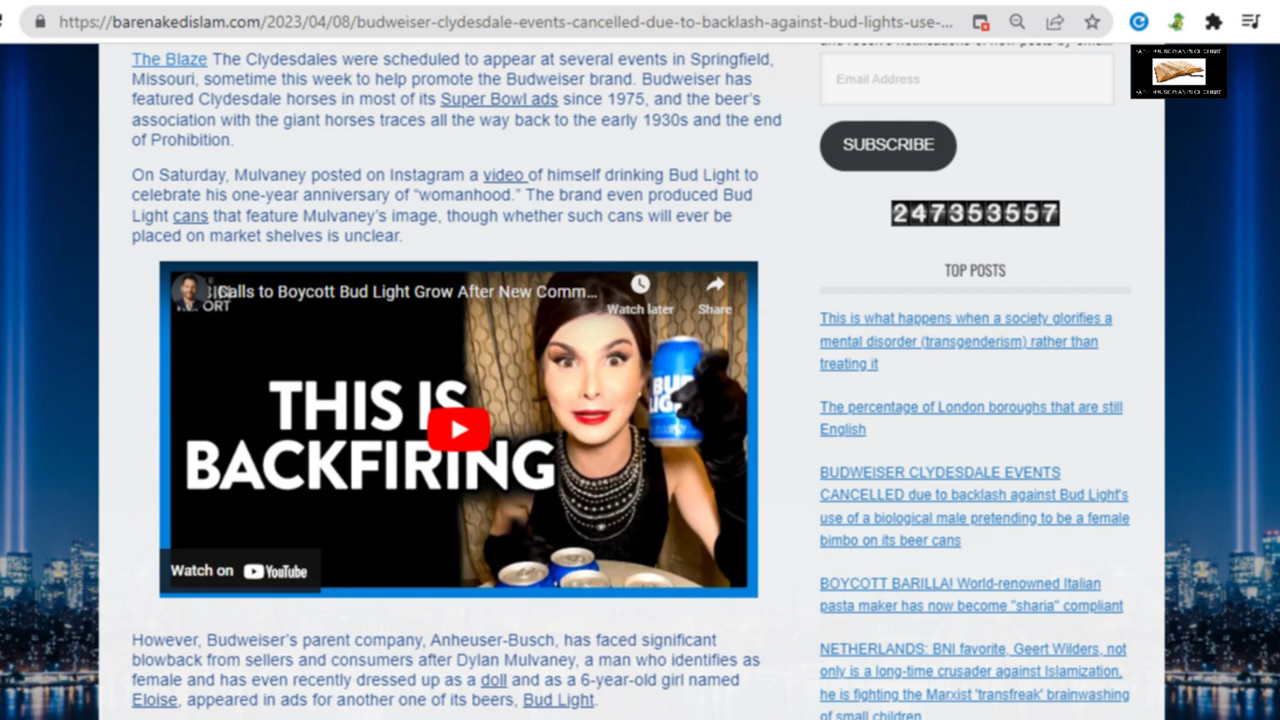 https://barenakedislam.com/2023/04/08/budweiser-clydesdale-events-cancelled-due-to-backlash-against-bud-lights-use-...
The Blaze The Clydesdales were scheduled to appear at several events in Springfield,
Missouri, sometime this week to help promote the Budweiser brand. Budweiser has
featured Clydesdale horses in most of its Super Bowl ads since 1975, and the beer's
association with the giant horses traces all the way back to the early 1930s and the end
of Prohibition.
On Saturday, Mulvaney posted on Instagram a video of himself drinking Bud Light to
celebrate his one-year anniversary of “womanhood.” The brand even produced Bud
Light cans that feature Mulvaney's image, though whether such cans will ever be
placed on market shelves is unclear.
Calls to Boycott Bud Light Grow After New Comm...
ORT
Watch later
Share
THIS IS
BACKFIRING
BUD
LIGHT
Watch on YouTube
However, Budweiser's parent company, Anheuser-Busch, has faced significant
blowback from sellers and consumers after Dylan Mulvaney, a man who identifies as
female and has even recently dressed up as a doll and as a 6-year-old girl named
Eloise, appeared in ads for another one of its beers, Bud Light.
and receive notifications of new posts by email.
Email Address
SUBSCRIBE
247353557
TOP POSTS
This is what happens when a society glorifies a
mental disorder (transgenderism) rather than
treating it
The percentage of London boroughs that are still
English
BUDWEISER CLYDESDALE EVENTS
CANCELLED due to backlash against Bud Light's
use of a biological male pretending to be a female
bimbo on its beer cans
BOYCOTT BARILLA! World-renowned Italian
pasta maker has now become "sharia" compliant
NETHERLANDS: BNI favorite, Geert Wilders, not
only is a long-time crusader against Islamization,
he is fighting the Marxist 'transfreak' brainwashing
of small children